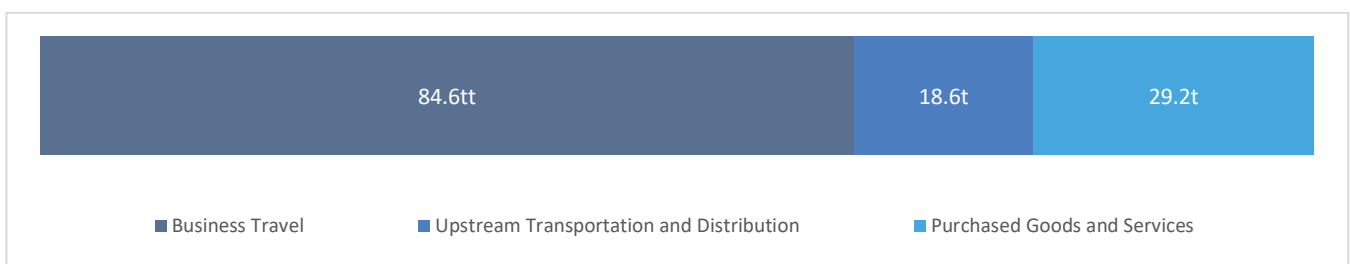 84.6tt 18.6t 29.2t
Business Travel Upstream Transportation and Distribution Purchased Goods and Services